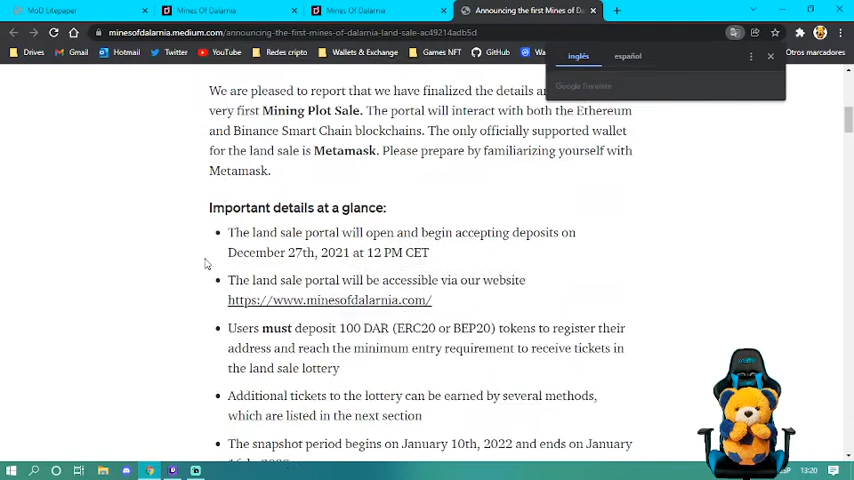 MoD Litepaper
Mines Of Dalarnia
Mines Of Dalarnia
Announcing the first Mines of Da
minesofdalarnia.medium.com/announcing-the-first-mines-of-dalarnia-land-sale-ac49214adb5d
Drives
Gmail
Hotmail
Twitter
YouTube
Redes cripto
Wallets & Exchange
Games NFT
GitHub
Wa
Otros marcadores
inglés
español
Google Translate
We are pleased to report that we have finalized the details an
very first Mining Plot Sale. The portal will interact with both the Ethereum
and Binance Smart Chain blockchains. The only officially supported wallet
for the land sale is Metamask. Please prepare by familiarizing yourself with
Metamask.
Important details at a glance:
The land sale portal will open and begin accepting deposits on
December 27th, 2021 at 12 PM CET
The land sale portal will be accessible via our website
https://www.minesofdalarnia.com/
Users must deposit 100 DAR (ERC20 or BEP20) tokens to register their
address and reach the minimum entry requirement to receive tickets in
the land sale lottery
Additional tickets to the lottery can be earned by several methods,
which are listed in the next section
The snapshot period begins on January 10th, 2022 and ends on January
13:20